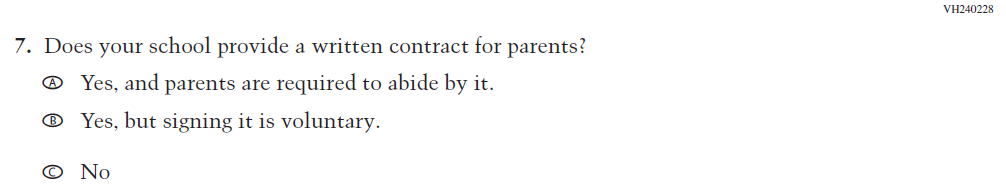 VH240228
7. Does your school provide a written contract for parents?
A Yes, and parents are required to abide by it.
B Yes, but signing it is voluntary.
C No